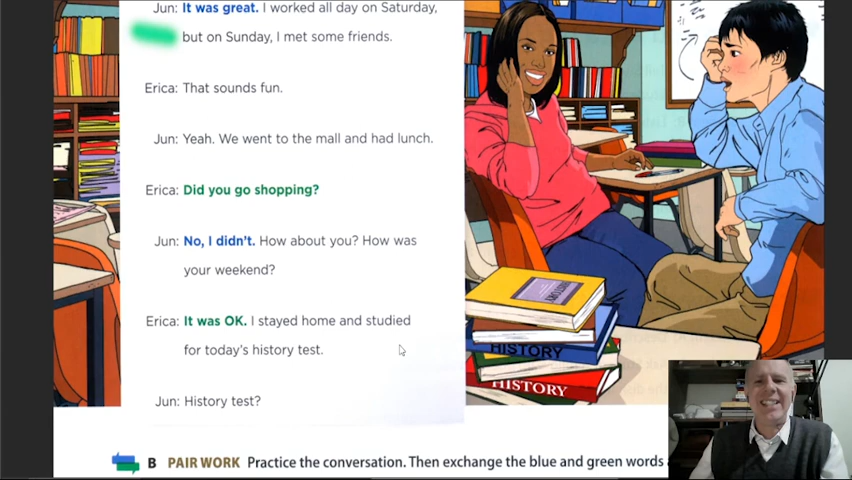 Jun: It was great. I worked all day on Saturday,
but on Sunday, I met some friends.
Erica: That sounds fun.
Jun: Yeah. We went to the mall and had lunch.
Erica: Did you go shopping?
Jun: No, I didn't. How about you? How was
your weekend?
Erica: It was OK. I stayed home and studied
for today's history test.
Jun: History test?
HISTORY
HISTORY
HISTORY
B PAIR WORK Practice the conversation. Then exchange the blue and green words